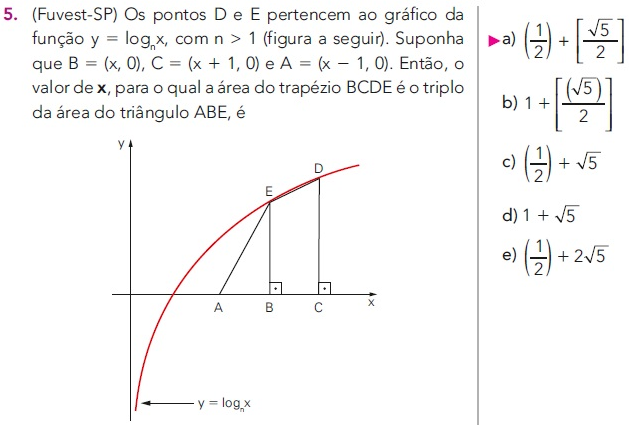 5. (Fuvest-SP) Os pontos D e E pertencem ao gráfico da
função y = logₙx, com n > 1 (figura a seguir). Suponha
que B = (x, 0), C = (x + 1, 0) e A = (x − 1, 0). Então, o
valor de x, para o qual a área do trapézio BCDE é o triplo
da área do triângulo ABE, é
y
D
E
A B C x
y = logₙx
▶a) (1/2) + [√5/2]
b) 1 + [(√5)/2]
c) (1/2) + √5
d) 1 + √5
e) (1/2) + 2√5